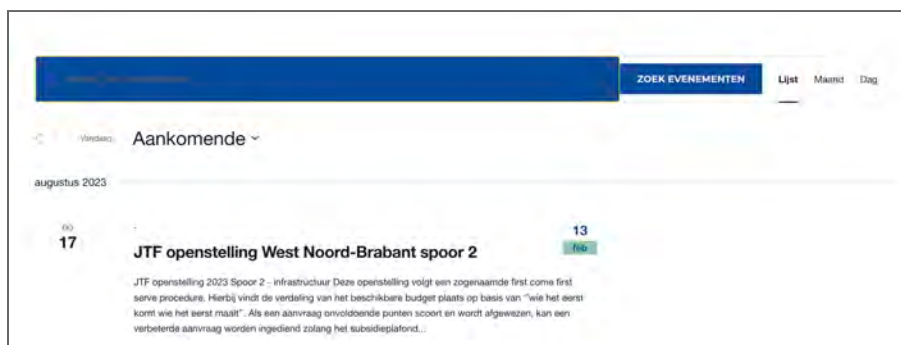 ZOEK EVENEMENTEN Lijst Maand Dag
Vandaag Aankomende
augustus 2023
do 13
17 feb
JTF openstelling West Noord-Brabant spoor 2
JTF openstelling 2023 Spoor 2 - infrastructuur Deze openstelling volgt een zogenaamde first come first
serve procedure. Hierbij vindt de verdeling van het beschikbare budget plaats op basis van "wie het eerst
komt wie het eerst maalt". Als een aanvraag onvoldoende punten scoort en wordt afgewezen, kan een
verbeterde aanvraag worden ingediend zolang het subsidieplafond...